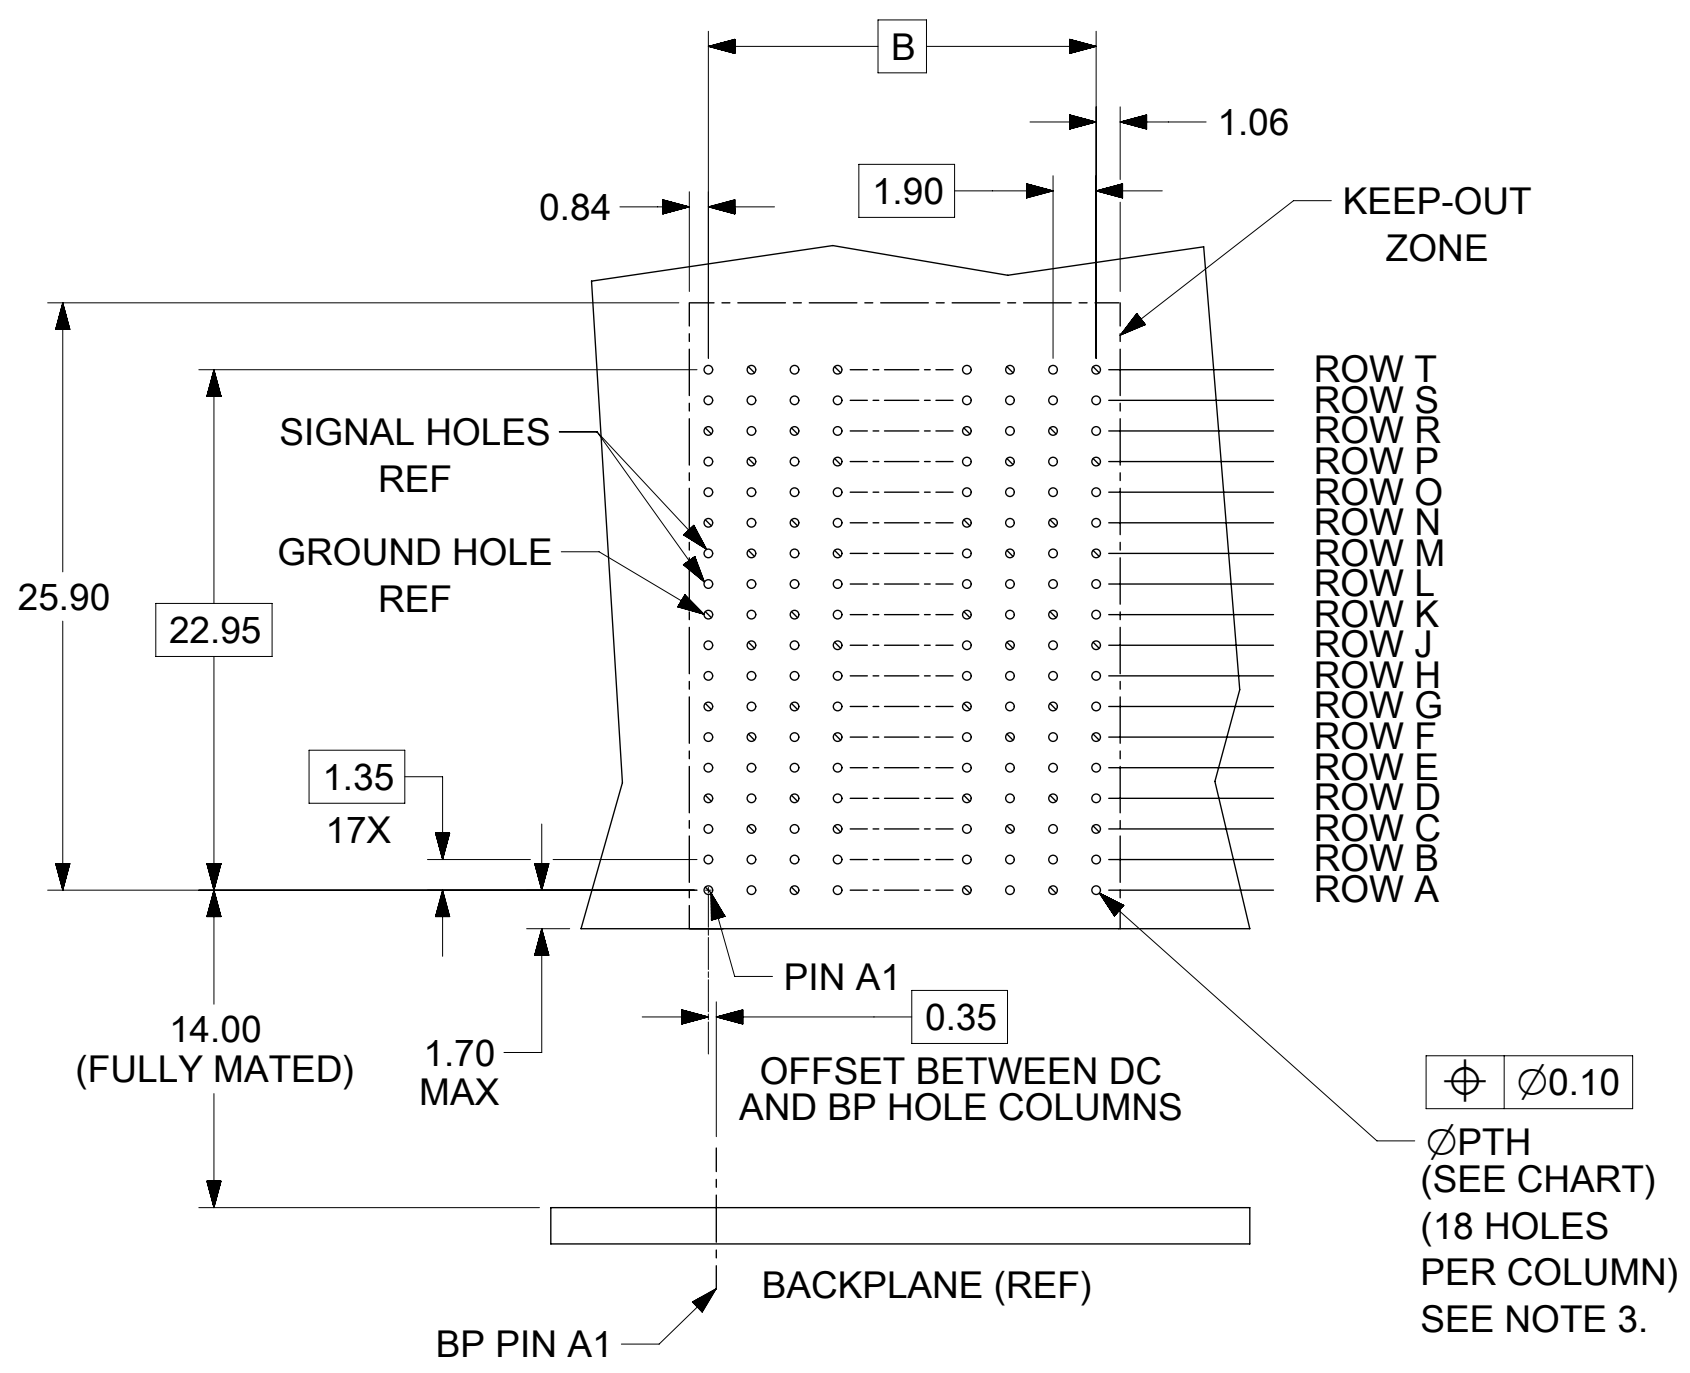 B
1.06
1.90
0.84
KEEP-OUT
ZONE
ROW T
ROW S
ROW R
ROW P
ROW O
ROW N
ROW M
ROW L
ROW K
ROW J
ROW H
ROW G
ROW F
ROW E
ROW D
ROW C
ROW B
ROW A
SIGNAL HOLES
REF
GROUND HOLE
REF
25.90
22.95
1.35
17X
PIN A1
0.35
OFFSET BETWEEN DC
AND BP HOLE COLUMNS
14.00
(FULLY MATED)
1.70
MAX
⌖ ∅0.10
∅PTH
(SEE CHART)
(18 HOLES
PER COLUMN)
SEE NOTE 3.
BACKPLANE (REF)
BP PIN A1